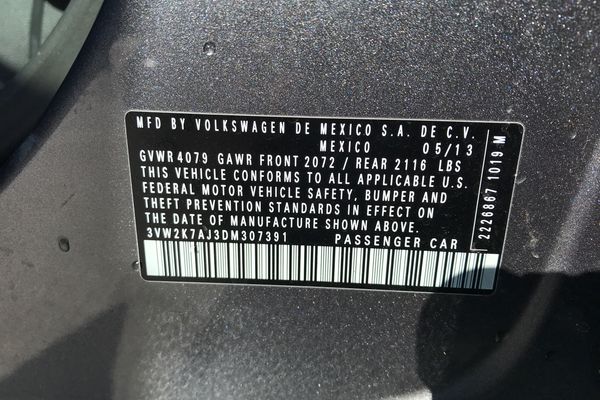 MFD BY VOLKSWAGEN DE MEXICO S.A. DE C.V.
MEXICO 05/13
GVWR 4079 GAWR FRONT 2072 / REAR 2116 LBS
THIS VEHICLE CONFORMS TO ALL APPLICABLE U.S.
FEDERAL MOTOR VEHICLE SAFETY, BUMPER AND
THEFT PREVENTION STANDARDS IN EFFECT ON
THE DATE OF MANUFACTURE SHOWN ABOVE.
3VW2K7AJ3DM307391 PASSENGER CAR
2226867 1019 M